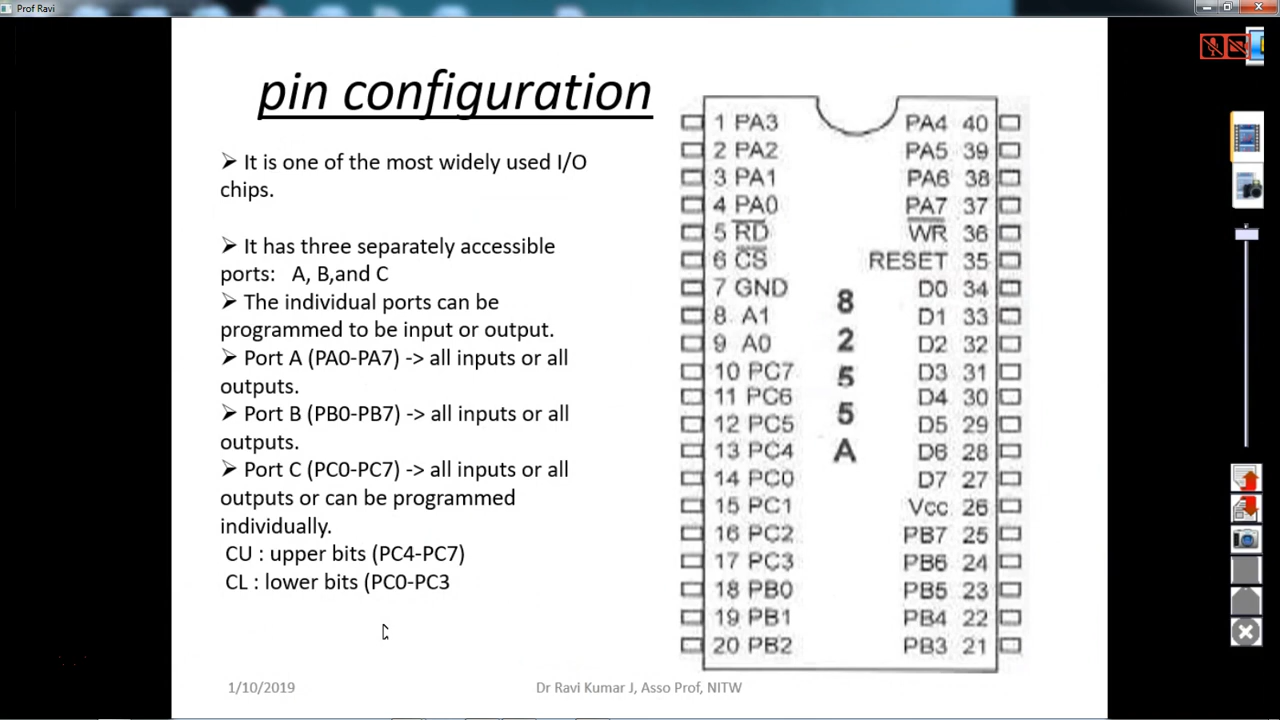 Prof Ravi
pin configuration
➢ It is one of the most widely used I/O
chips.
➢ It has three separately accessible
ports: A, B,and C
➢ The individual ports can be
programmed to be input or output.
➢ Port A (PA0-PA7) -> all inputs or all
outputs.
➢ Port B (PB0-PB7) -> all inputs or all
outputs.
➢ Port C (PC0-PC7) -> all inputs or all
outputs or can be programmed
individually.
CU : upper bits (PC4-PC7)
CL : lower bits (PC0-PC3
1 PA3 PA4 40
2 PA2 PA5 39
3 PA1 PA6 38
4 PA0 PA7 37
5 RD WR 36
6 CS RESET 35
7 GND D0 34
8 A1 D1 33
9 A0 D2 32
10 PC7 D3 31
11 PC6 D4 30
12 PC5 D5 29
13 PC4 D6 28
14 PC0 D7 27
15 PC1 Vcc 26
16 PC2 PB7 25
17 PC3 PB6 24
18 PB0 PB5 23
19 PB1 PB4 22
20 PB2 PB3 21
8
2
5
5
A
1/10/2019 Dr Ravi Kumar J, Asso Prof, NITW